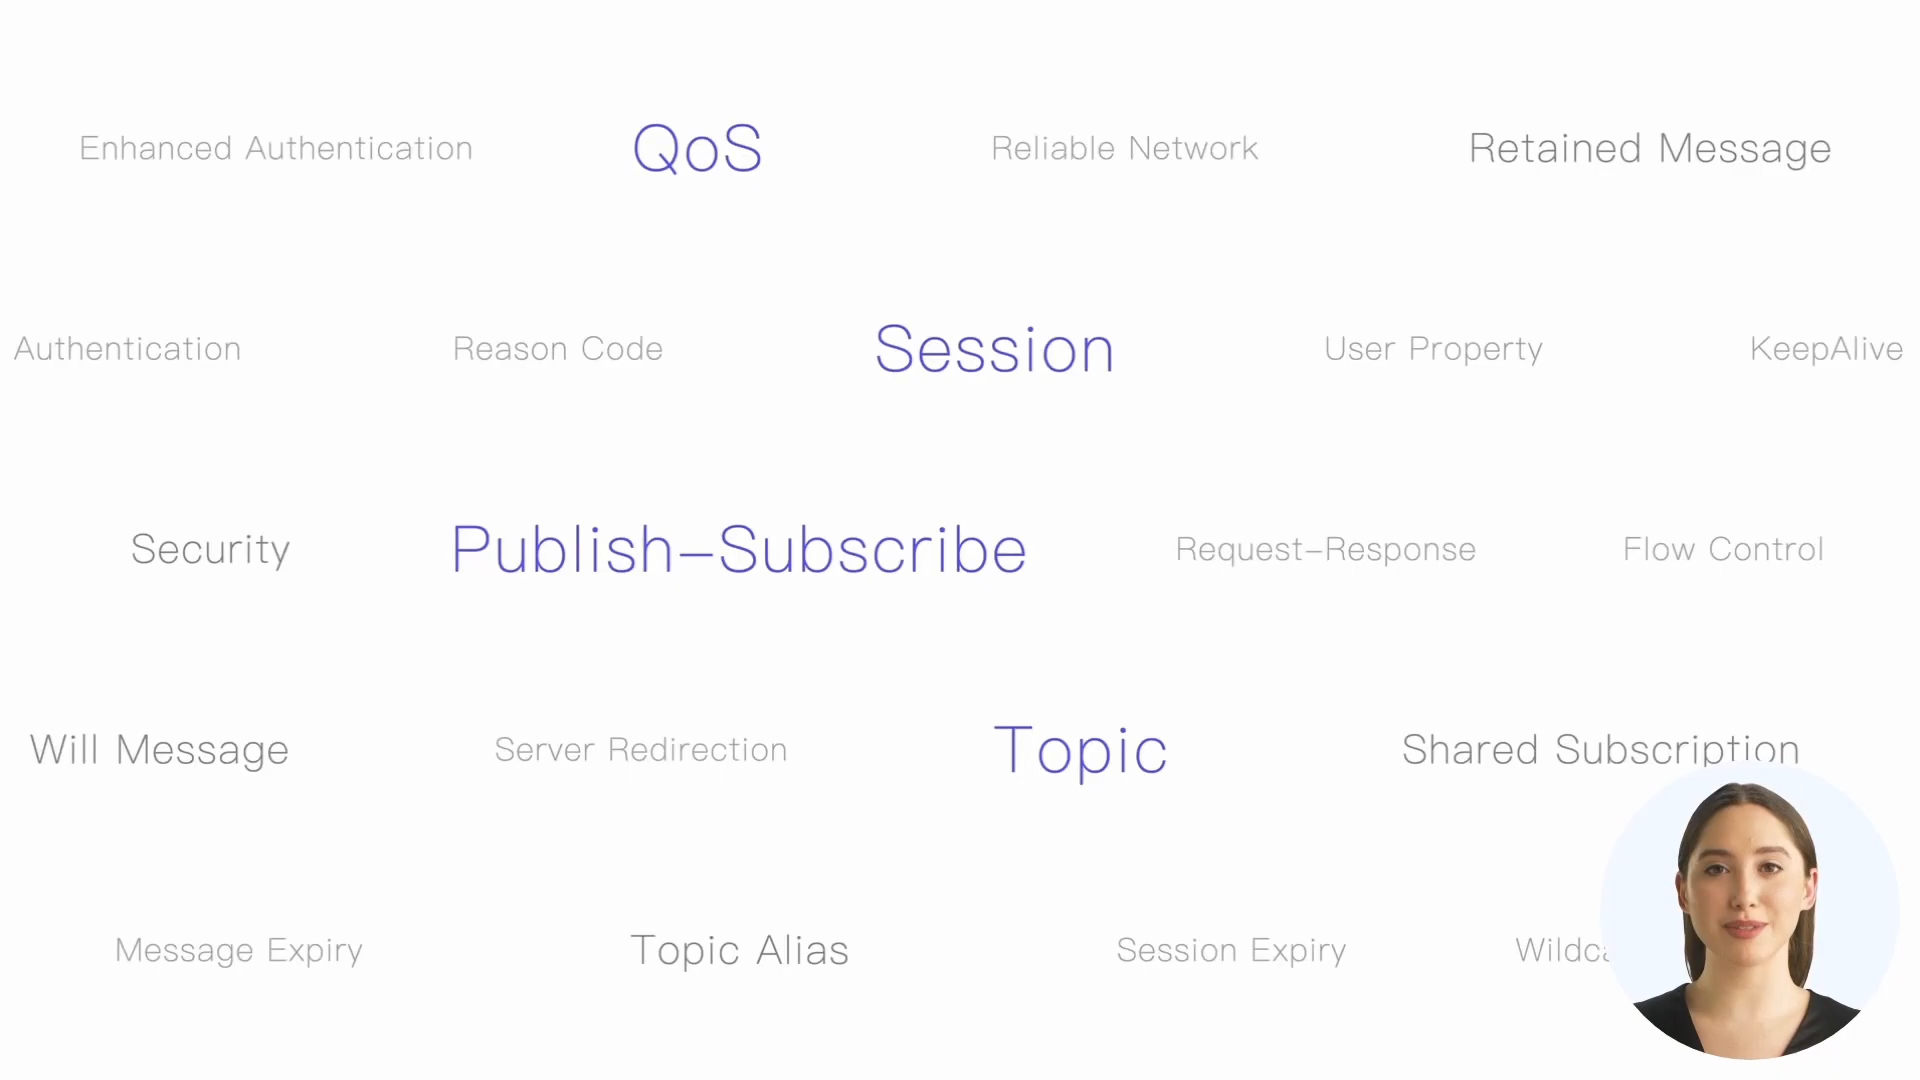 Enhanced Authentication QoS Reliable Network Retained Message
Authentication Reason Code Session User Property KeepAlive
Security Publish-Subscribe Request-Response Flow Control
Will Message Server Redirection Topic Shared Subscription
Message Expiry Topic Alias Session Expiry